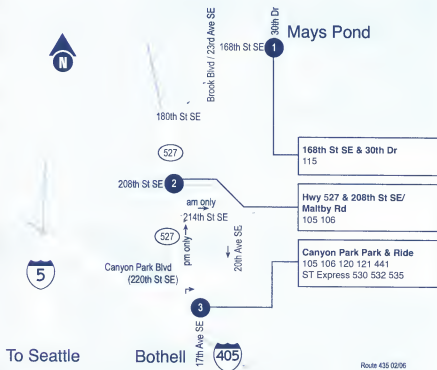 30th Dr
Mays Pond
168th St SE
1
Brook Blvd / 23rd Ave SE
N
180th St SE
527
168th St SE & 30th Dr
115
208th St SE
2
am only
214th St SE
Hwy 527 & 208th St SE/
Maltby Rd
105 106
527
pm only
20th Ave SE
5
Canyon Park Blvd
(220th St SE)
Canyon Park Park & Ride
105 106 120 121 441
ST Express 530 532 535
3
17th Ave SE
To Seattle
Bothell
405
Route 435 02/06